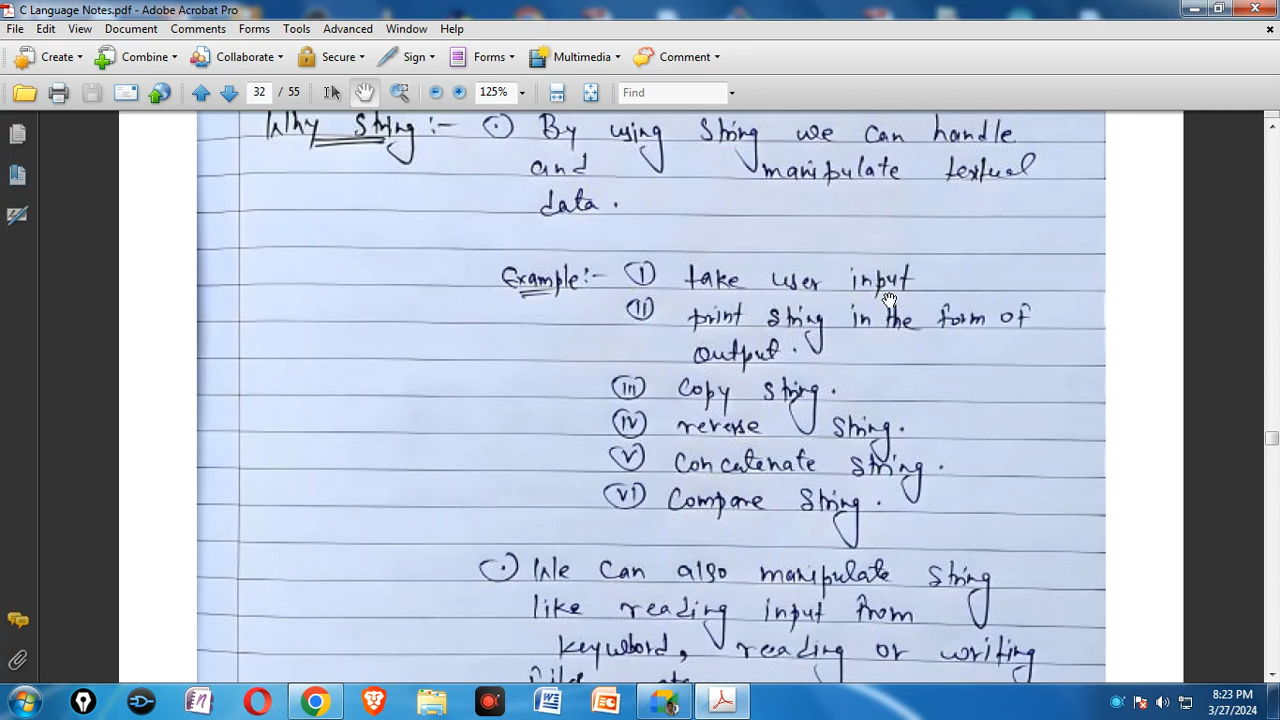 C Language Notes.pdf - Adobe Acrobat Pro
File Edit View Document Comments Forms Tools Advanced Window Help
Create Combine Collaborate Secure Sign Forms Multimedia Comment
32 / 55 125% Find
Why String :- By using String we can handle
and manipulate textual
data.
Example:- (I) take user input
(II) print string in the form of
output.
(III) Copy string.
(IV) reverse String.
(V) Concatenate String.
(VI) Compare String.
We can also manipulate String
like reading input from
keyword, reading or writing
files etc
8:23 PM
3/27/2024